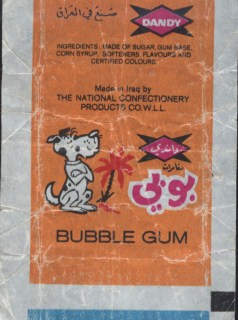 صنع في العراق
DANDY
INGREDIENTS: MADE OF SUGAR, GUM BASE,
CORN SYRUP, SOFTENERS, FLAVOURS AND
CERTIFIED COLOURS
Made in Iraq by
THE NATIONAL CONFECTIONERY
PRODUCTS CO.W.L.L.
داندي
بوبي
BUBBLE GUM